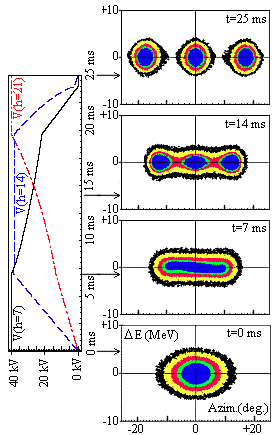 +10
t=25 ms
0
-10
+10
t=14 ms
0
-10
+10
t=7 ms
0
-10
+10
ΔE (MeV)
t=0 ms
0
Azim.(deg.)
-10
-20
0
+20
V(h=21)
V(h=14)
V(h=7)
25 ms
20 ms
15 ms
10 ms
5 ms
0 ms
40 kV
20 kV
0 kV